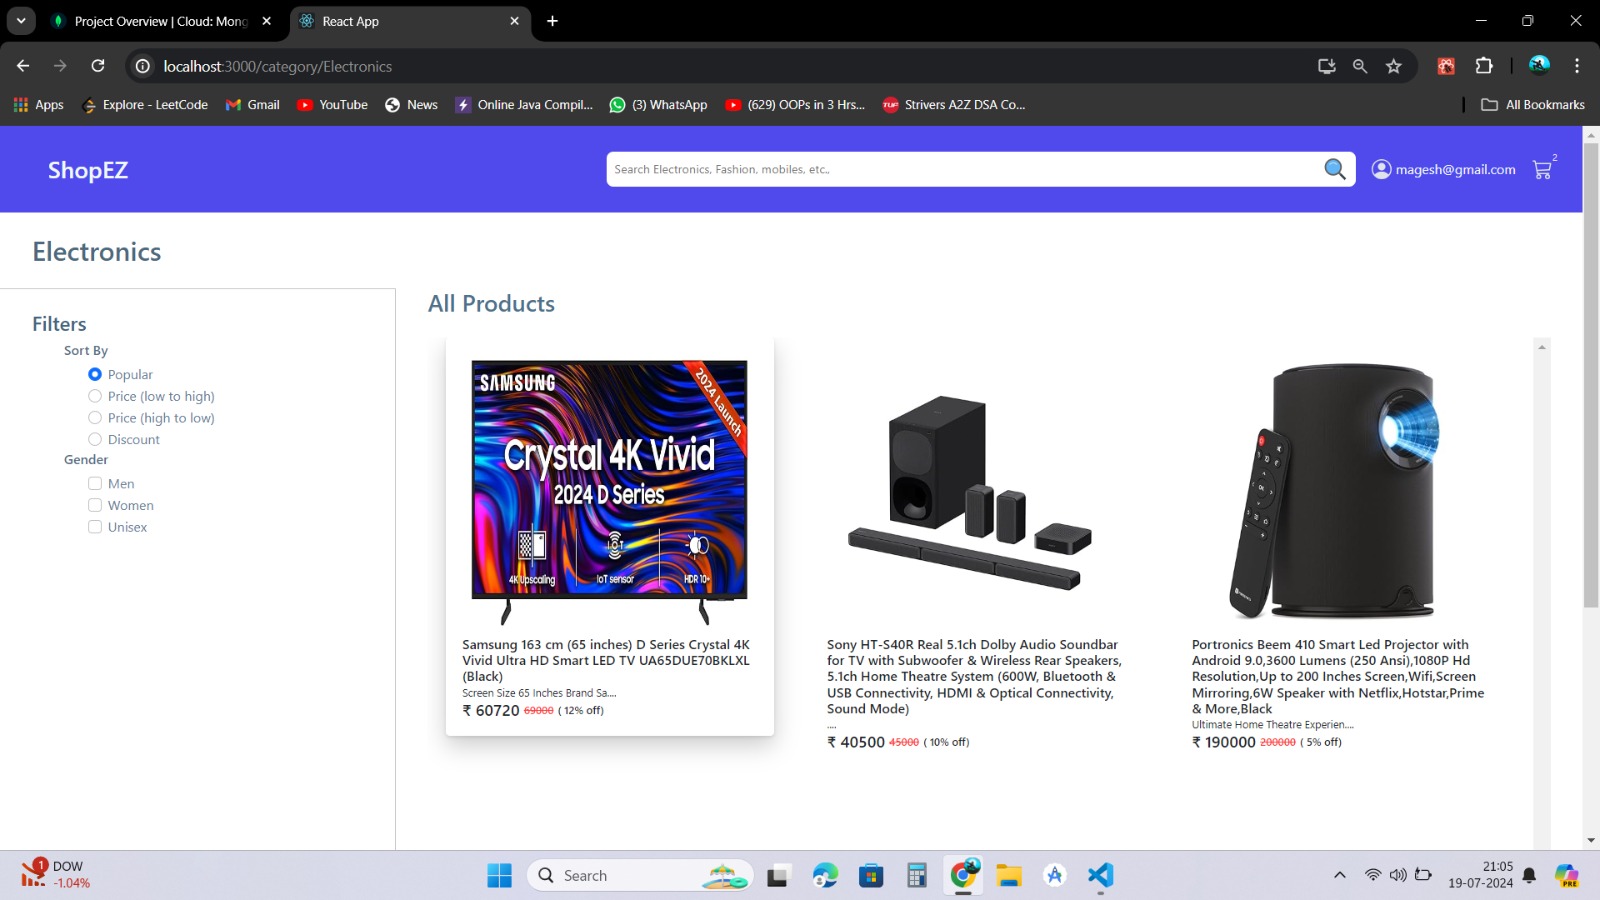 Project Overview | Cloud: Mong
React App
localhost:3000/category/Electronics
Apps
Explore - LeetCode
Gmail
YouTube
News
Online Java Compil...
(3) WhatsApp
(629) OOPs in 3 Hrs...
TUF
Strivers A2Z DSA Co...
All Bookmarks
ShopEZ
Search Electronics, Fashion, mobiles, etc..,
magesh@gmail.com
2
Electronics
Filters
Sort By
Popular
Price (low to high)
Price (high to low)
Discount
Gender
Men
Women
Unisex
All Products
SAMSUNG
2024 Launch
Crystal 4K Vivid
2024 D Series
4K Upscaling
IoT sensor
HDR 10+
Samsung 163 cm (65 inches) D Series Crystal 4K
Vivid Ultra HD Smart LED TV UA65DUE70BKLXL
(Black)
Screen Size 65 Inches Brand Sa....
₹ 60720 69000 ( 12% off)
Sony HT-S40R Real 5.1ch Dolby Audio Soundbar
for TV with Subwoofer & Wireless Rear Speakers,
5.1ch Home Theatre System (600W, Bluetooth &
USB Connectivity, HDMI & Optical Connectivity,
Sound Mode)
....
₹ 40500 45000 ( 10% off)
Portronics Beem 410 Smart Led Projector with
Android 9.0,3600 Lumens (250 Ansi),1080P Hd
Resolution,Up to 200 Inches Screen,Wifi,Screen
Mirroring,6W Speaker with Netflix,Hotstar,Prime
& More,Black
Ultimate Home Theatre Experien....
₹ 190000 200000 ( 5% off)
1
DOW
-1.04%
Search
21:05
19-07-2024
PRE